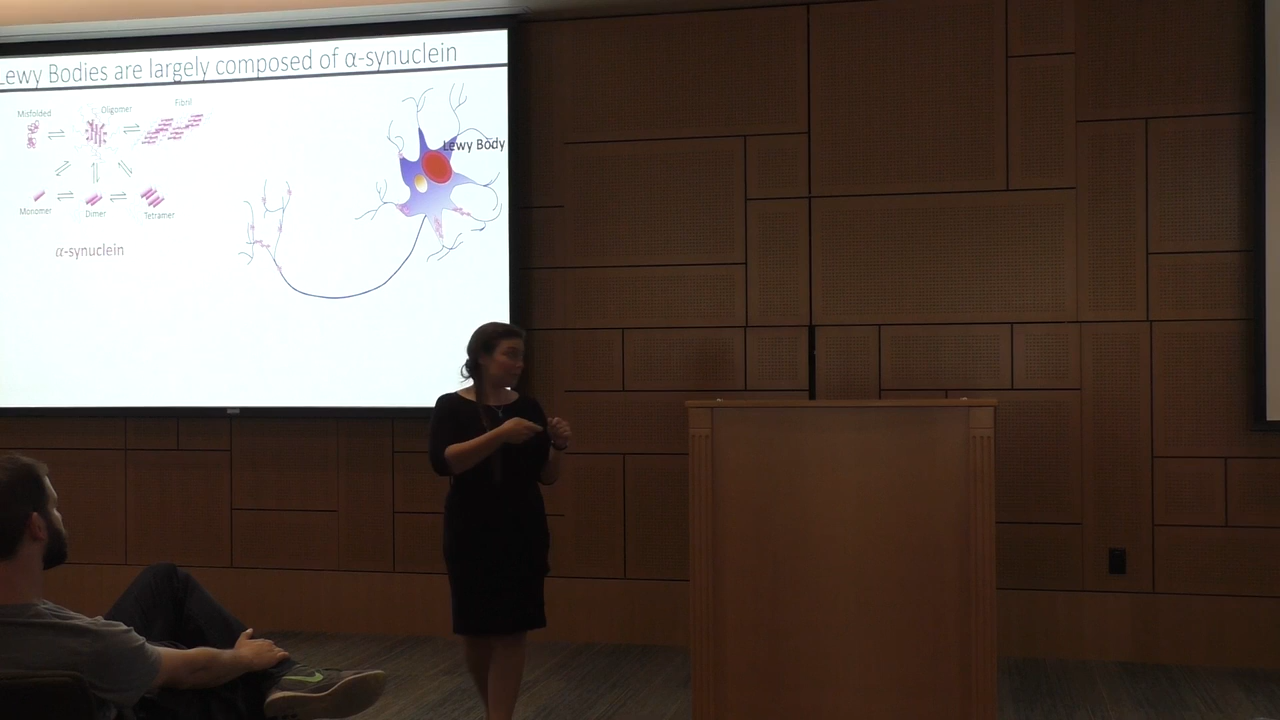 Lewy Bodies are largely composed of α-synuclein
Misfolded
Oligomer
Fibril
Lewy Body
Monomer
Dimer
Tetramer
α-synuclein